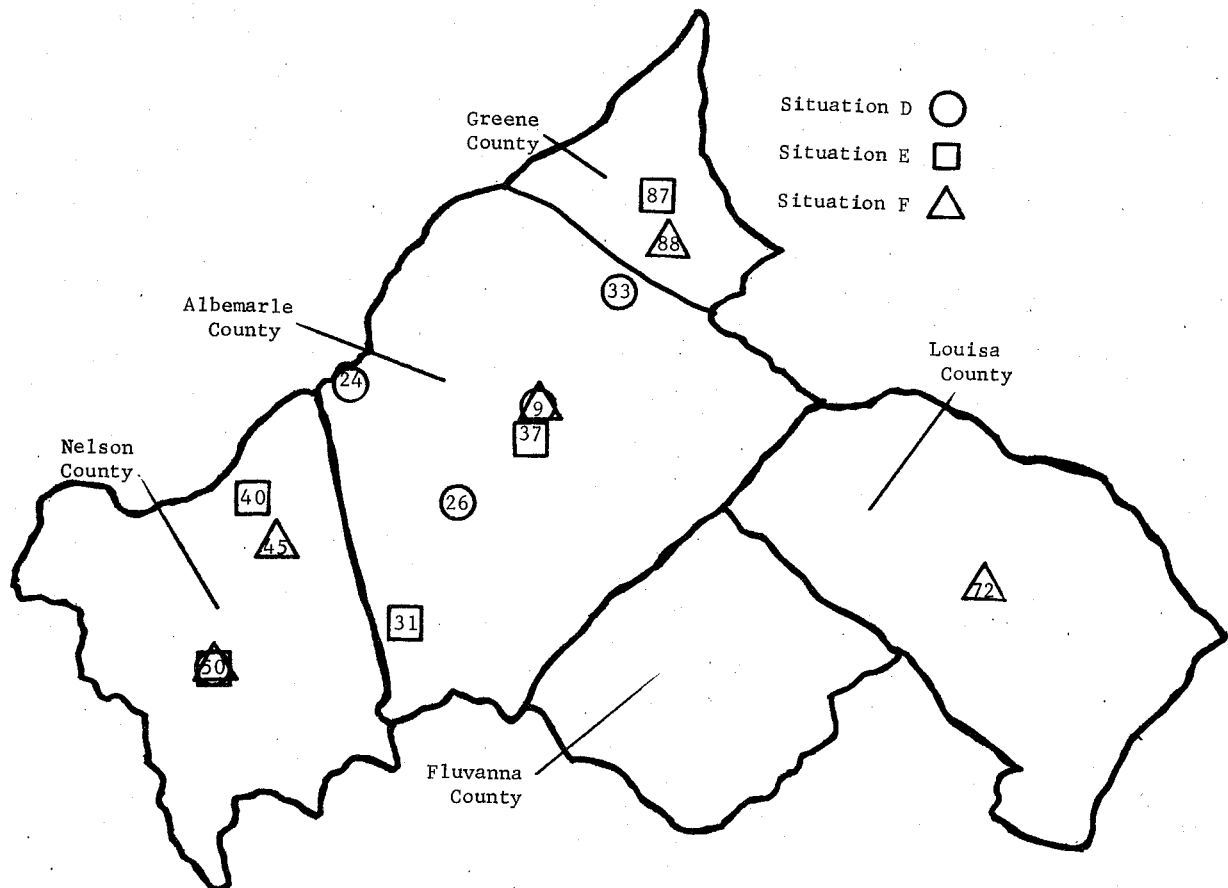 Greene
County
Situation D
Situation E
Situation F
87
88
33
Albemarle
County
24
Louisa
County
9
37
Nelson
County
40
26
45
72
31
50
Fluvanna
County